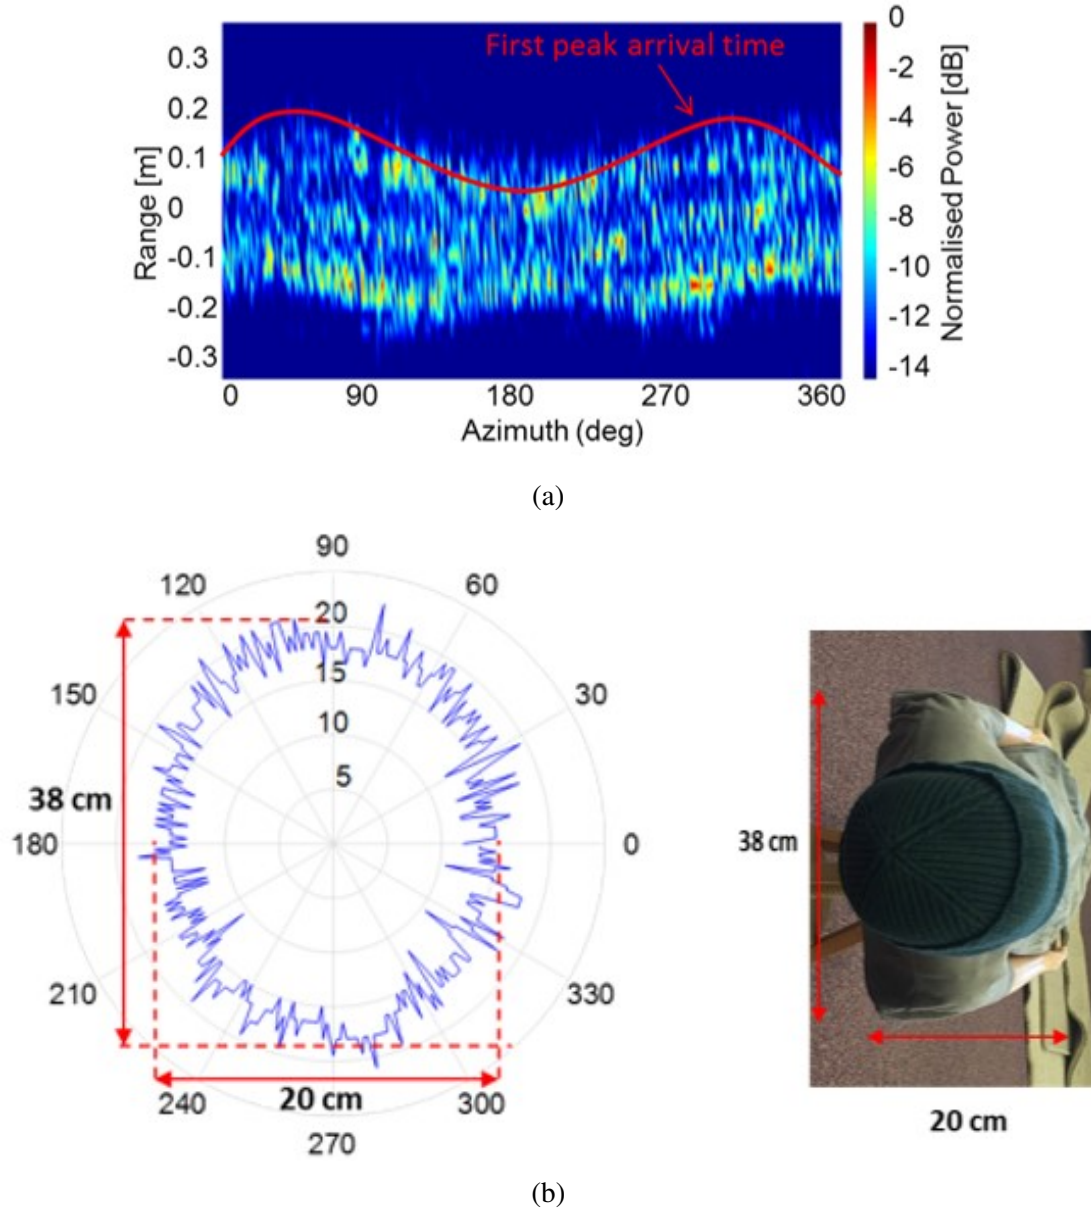 First peak arrival time
0.3
0.2
0.1
0
-0.1
-0.2
-0.3
Range [m]
0 90 180 270 360
Azimuth (deg)
0
-2
-4
-6
-8
-10
-12
-14
Normalised Power [dB]
(a)
90
120 60
20
15
150 30
10
5
38 cm
180 0
38 cm
210 330
20 cm
240 300
270
20 cm
(b)